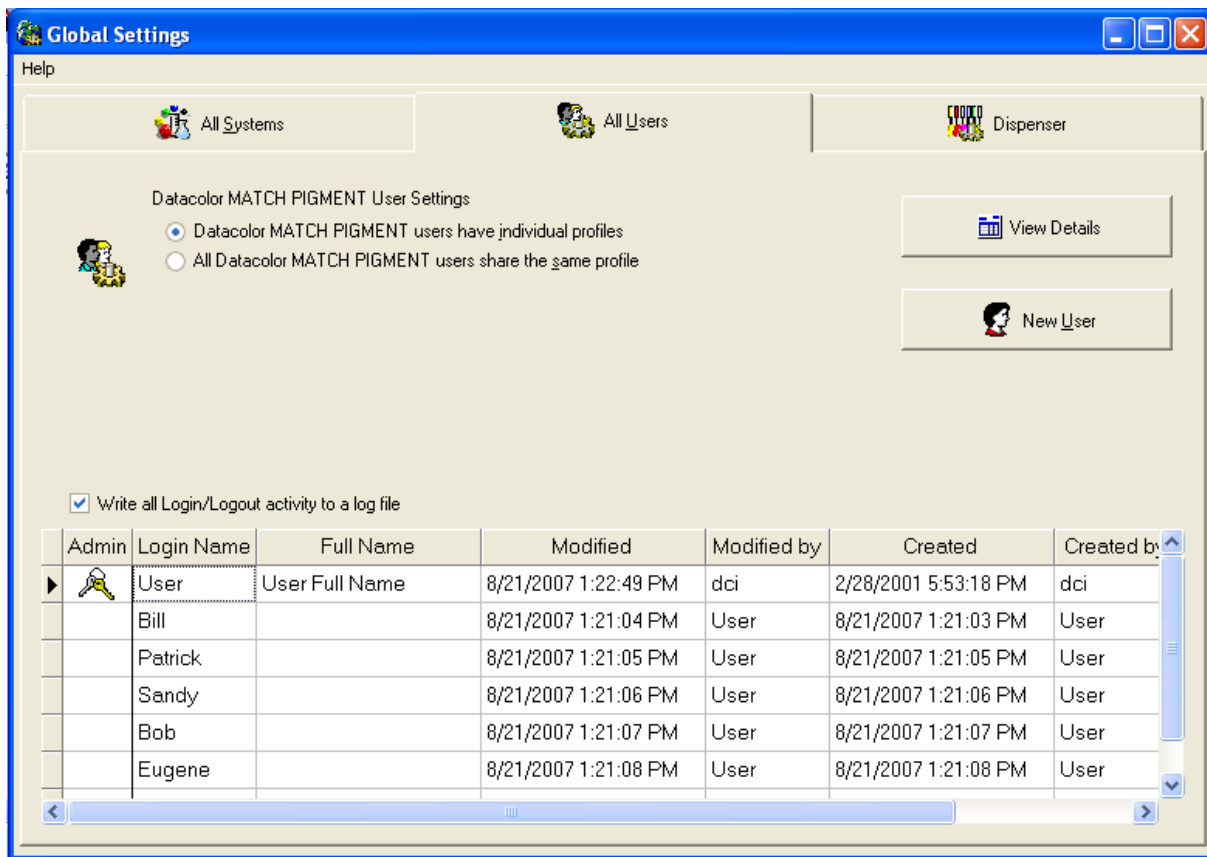 Global Settings
Help
All Systems
All Users
Dispenser
Datacolor MATCH PIGMENT User Settings
Datacolor MATCH PIGMENT users have individual profiles
All Datacolor MATCH PIGMENT users share the same profile
View Details
New User
Write all Login/Logout activity to a log file
Admin Login Name Full Name Modified Modified by Created Created by
User User Full Name 8/21/2007 1:22:49 PM dci 2/28/2001 5:53:18 PM dci
Bill 8/21/2007 1:21:04 PM User 8/21/2007 1:21:03 PM User
Patrick 8/21/2007 1:21:05 PM User 8/21/2007 1:21:05 PM User
Sandy 8/21/2007 1:21:06 PM User 8/21/2007 1:21:06 PM User
Bob 8/21/2007 1:21:07 PM User 8/21/2007 1:21:07 PM User
Eugene 8/21/2007 1:21:08 PM User 8/21/2007 1:21:08 PM User